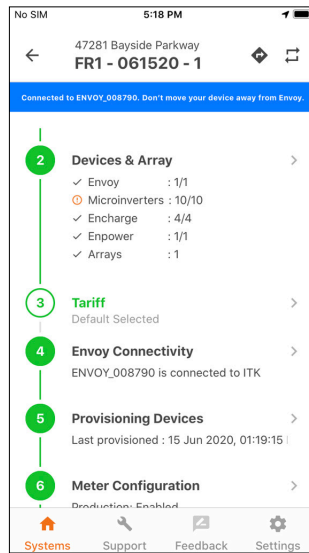 No SIM 5:18 PM
47281 Bayside Parkway
FR1 - 061520 - 1
Connected to ENVOY_008790. Don't move your device away from Envoy.
2 Devices & Array
Envoy : 1/1
Microinverters : 10/10
Encharge : 4/4
Enpower : 1/1
Arrays : 1
3 Tariff
Default Selected
4 Envoy Connectivity
ENVOY_008790 is connected to ITK
5 Provisioning Devices
Last provisioned : 15 Jun 2020, 01:19:15
6 Meter Configuration
Production: Enabled
Systems Support Feedback Settings